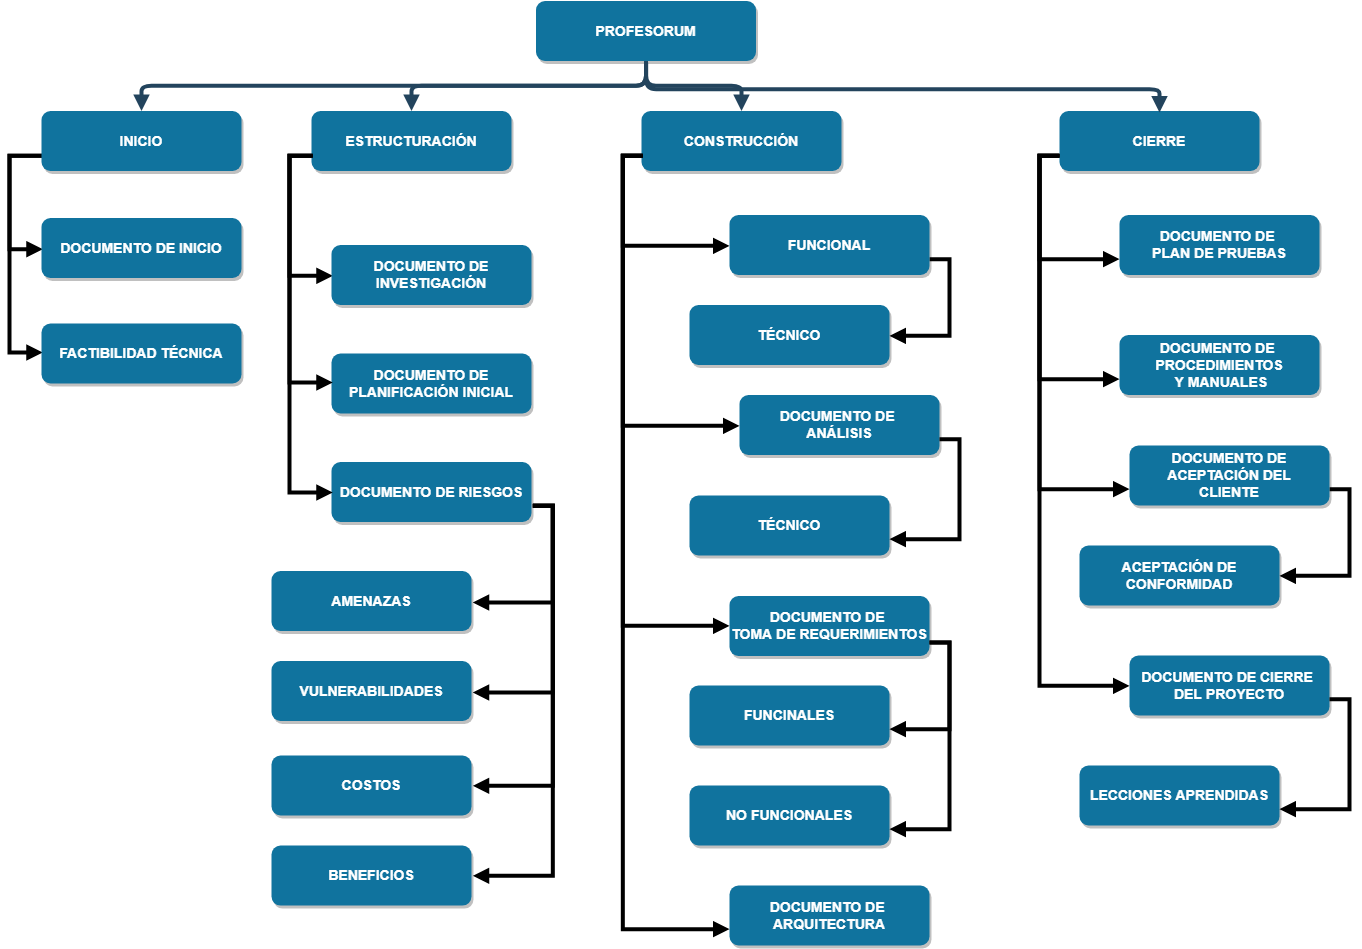 PROFESORUM
INICIO
DOCUMENTO DE INICIO
FACTIBILIDAD TÉCNICA
ESTRUCTURACIÓN
DOCUMENTO DE
INVESTIGACIÓN
DOCUMENTO DE
PLANIFICACIÓN INICIAL
DOCUMENTO DE RIESGOS
AMENAZAS
VULNERABILIDADES
COSTOS
BENEFICIOS
CONSTRUCCIÓN
FUNCIONAL
TÉCNICO
DOCUMENTO DE
ANÁLISIS
TÉCNICO
DOCUMENTO DE
TOMA DE REQUERIMIENTOS
FUNCINALES
NO FUNCIONALES
DOCUMENTO DE
ARQUITECTURA
CIERRE
DOCUMENTO DE
PLAN DE PRUEBAS
DOCUMENTO DE
PROCEDIMIENTOS
Y MANUALES
DOCUMENTO DE
ACEPTACIÓN DEL
CLIENTE
ACEPTACIÓN DE
CONFORMIDAD
DOCUMENTO DE CIERRE
DEL PROYECTO
LECCIONES APRENDIDAS